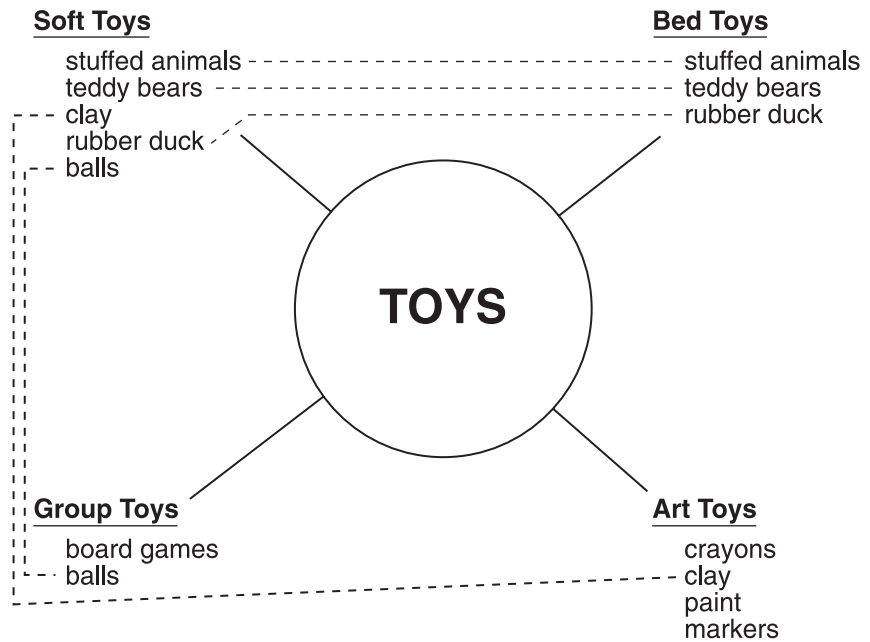 Soft Toys
stuffed animals
teddy bears
clay
rubber duck
balls
Bed Toys
stuffed animals
teddy bears
rubber duck
TOYS
Group Toys
board games
balls
Art Toys
crayons
clay
paint
markers